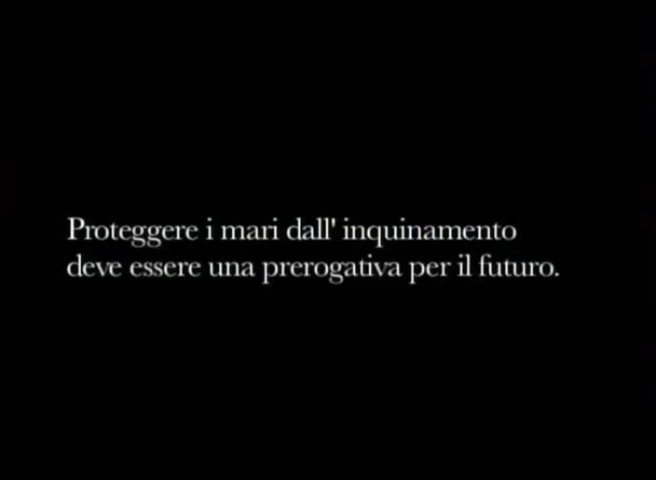 Proteggere i mari dall' inquinamento
deve essere una prerogativa per il futuro.